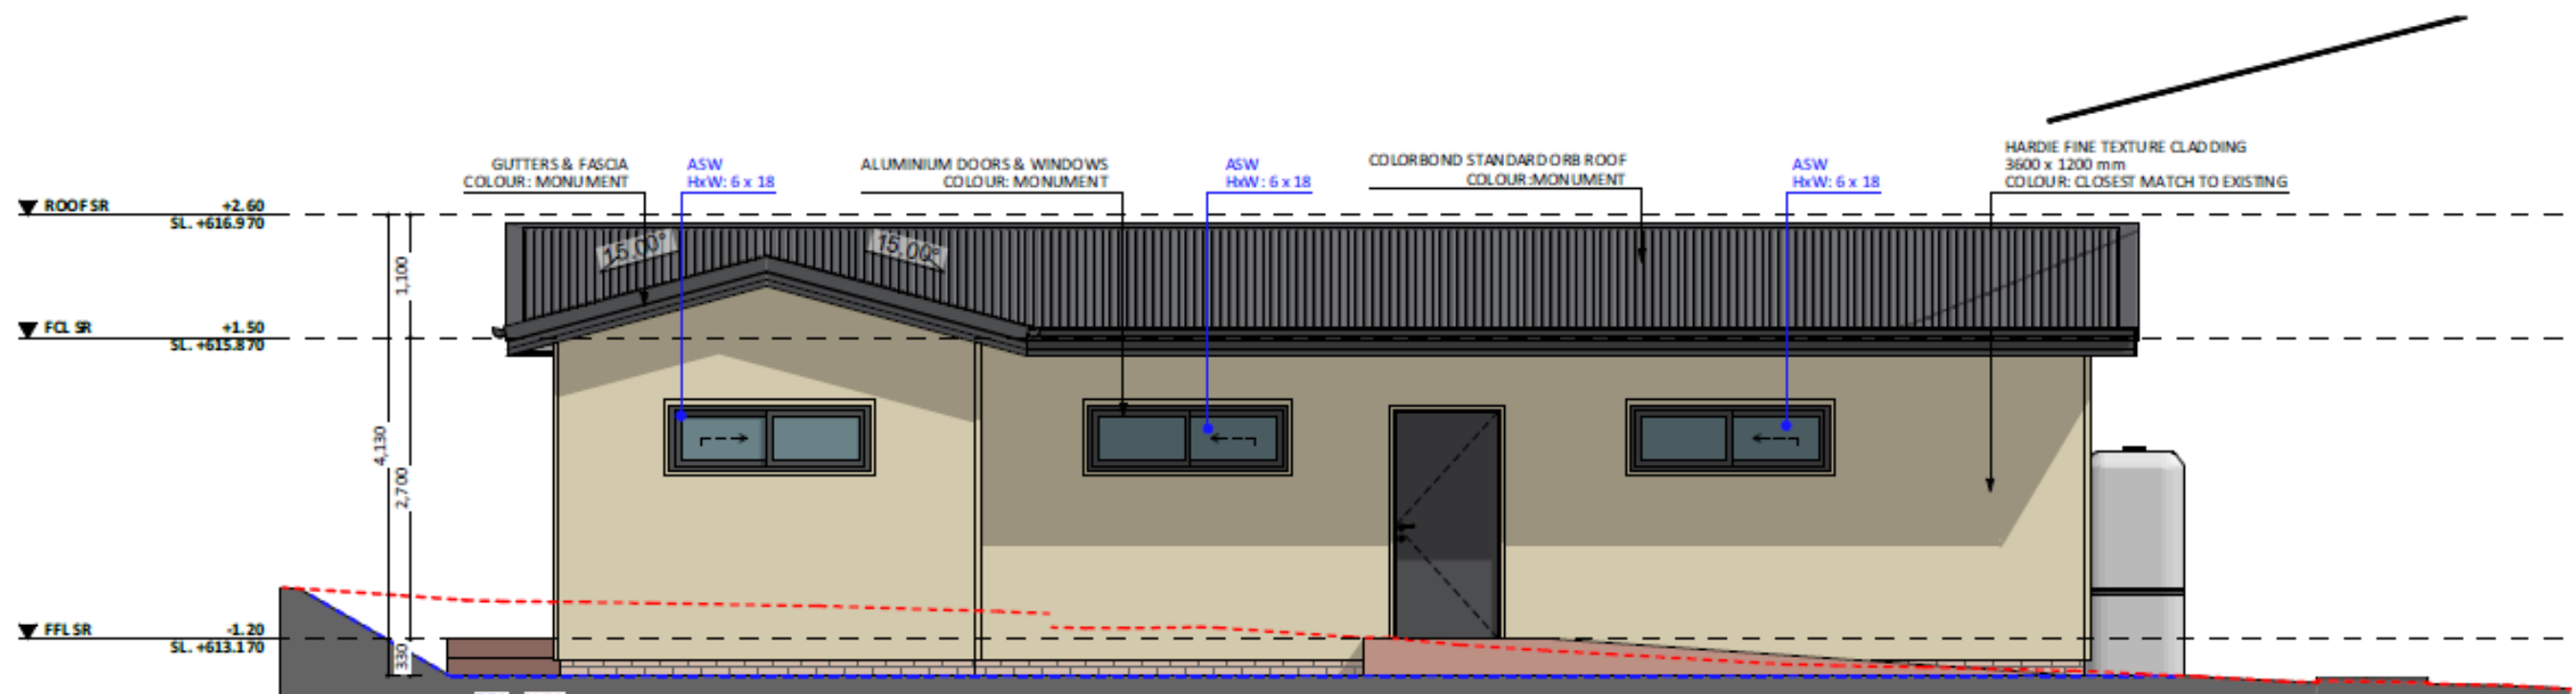 GUTTERS & FASCIA
COLOUR: MONUMENT
ASW
HxW: 6 x 18
ALUMINIUM DOORS & WINDOWS
COLOUR: MONUMENT
ASW
HxW: 6 x 18
COLORBOND STANDARD ORB ROOF
COLOUR:MONUMENT
ASW
HxW: 6 x 18
HARDIE FINE TEXTURE CLADDING
3600 x 1200 mm
COLOUR: CLOSEST MATCH TO EXISTING
ROOF SR +2.60
SL. +616.970
15.00°
15.00°
1,100
FCL SR +1.50
SL. +615.870
4,130
2,700
FFL SR -1.20
SL. +613.170
330